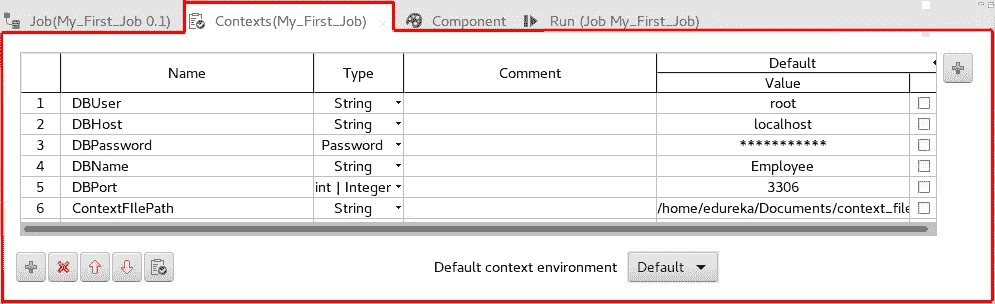 Job(My_First_Job 0.1) Contexts(My_First_Job) Component Run (Job My_First_Job)
Name Type Comment Default
Value
1 DBUser String root
2 DBHost String localhost
3 DBPassword Password ***********
4 DBName String Employee
5 DBPort int | Integer 3306
6 ContextFIlePath String /home/edureka/Documents/context_file
Default context environment Default